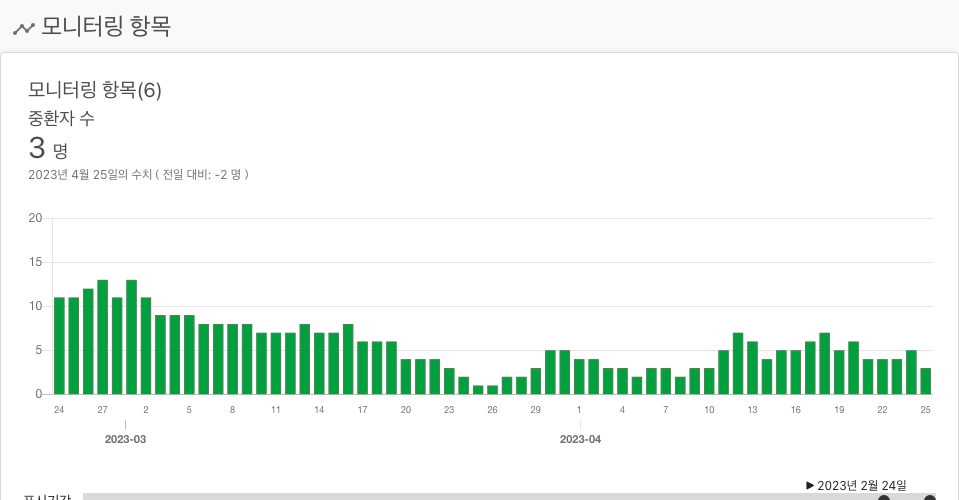 모니터링 항목
모니터링 항목(6)
중환자 수
3 명
2023년 4월 25일의 수치 ( 전일 대비: -2 명 )
20
15
10
5
0
24 27 2 5 8 11 14 17 20 23 26 29 1 4 7 10 13 16 19 22 25
2023-03 2023-04
▶ 2023년 2월 24일
표시기간